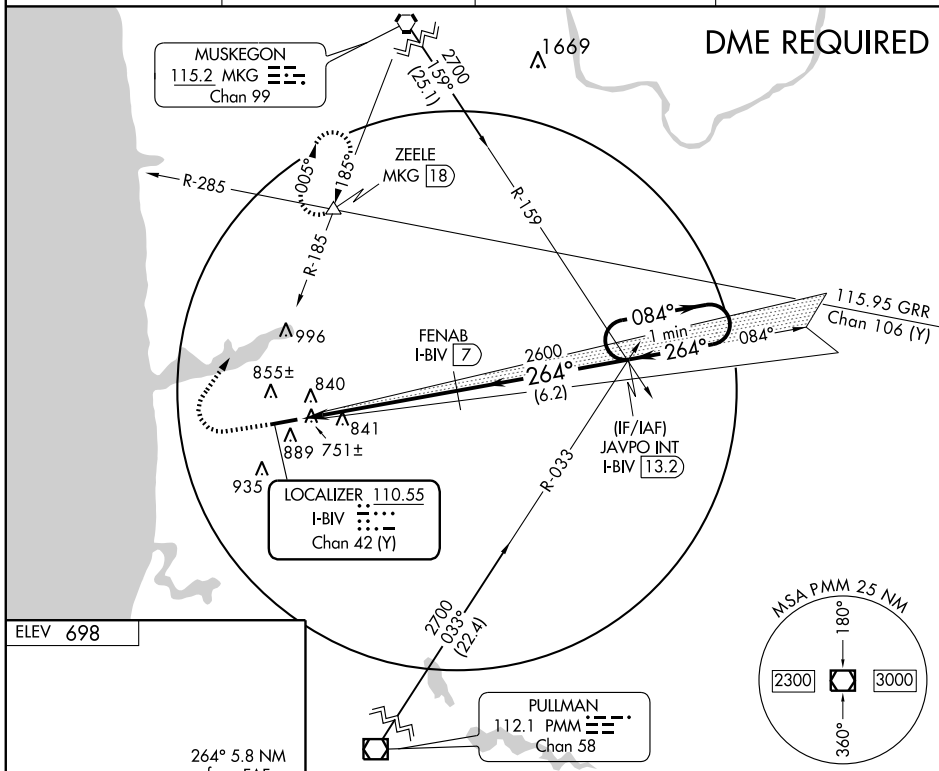 DME REQUIRED
MUSKEGON
115.2 MKG
Chan 99
2700
159°
(25.1)
1669
ZEELE
MKG 18
005°
185°
R-285
R-159
R-185
115.95 GRR
Chan 106 (Y)
084°
1 min
264°
084°
FENAB
I-BIV 7
2600
264°
(6.2)
996
855±
840
841
889
751±
935
(IF/IAF)
JAVPO INT
I-BIV 13.2
LOCALIZER 110.55
I-BIV
Chan 42 (Y)
R-033
2700
033°
(22.4)
MSA PMM 25 NM
180°
2300
3000
360°
ELEV 698
PULLMAN
112.1 PMM
Chan 58
264° 5.8 NM